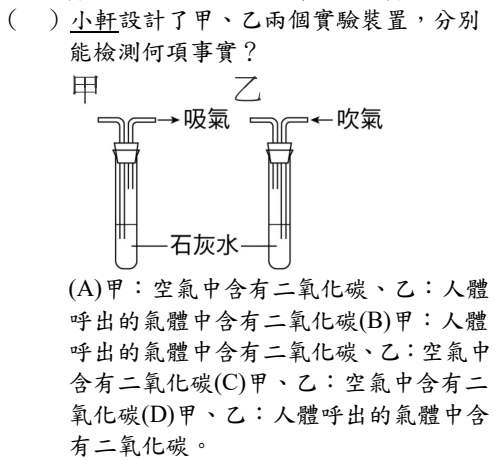 (　) 小軒設計了甲、乙兩個實驗裝置，分別
能檢測何項事實？
甲 乙
吸氣 吹氣
石灰水
(A)甲：空氣中含有二氧化碳、乙：人體
呼出的氣體中含有二氧化碳(B)甲：人體
呼出的氣體中含有二氧化碳、乙：空氣中
含有二氧化碳(C)甲、乙：空氣中含有二
氧化碳(D)甲、乙：人體呼出的氣體中含
有二氧化碳。